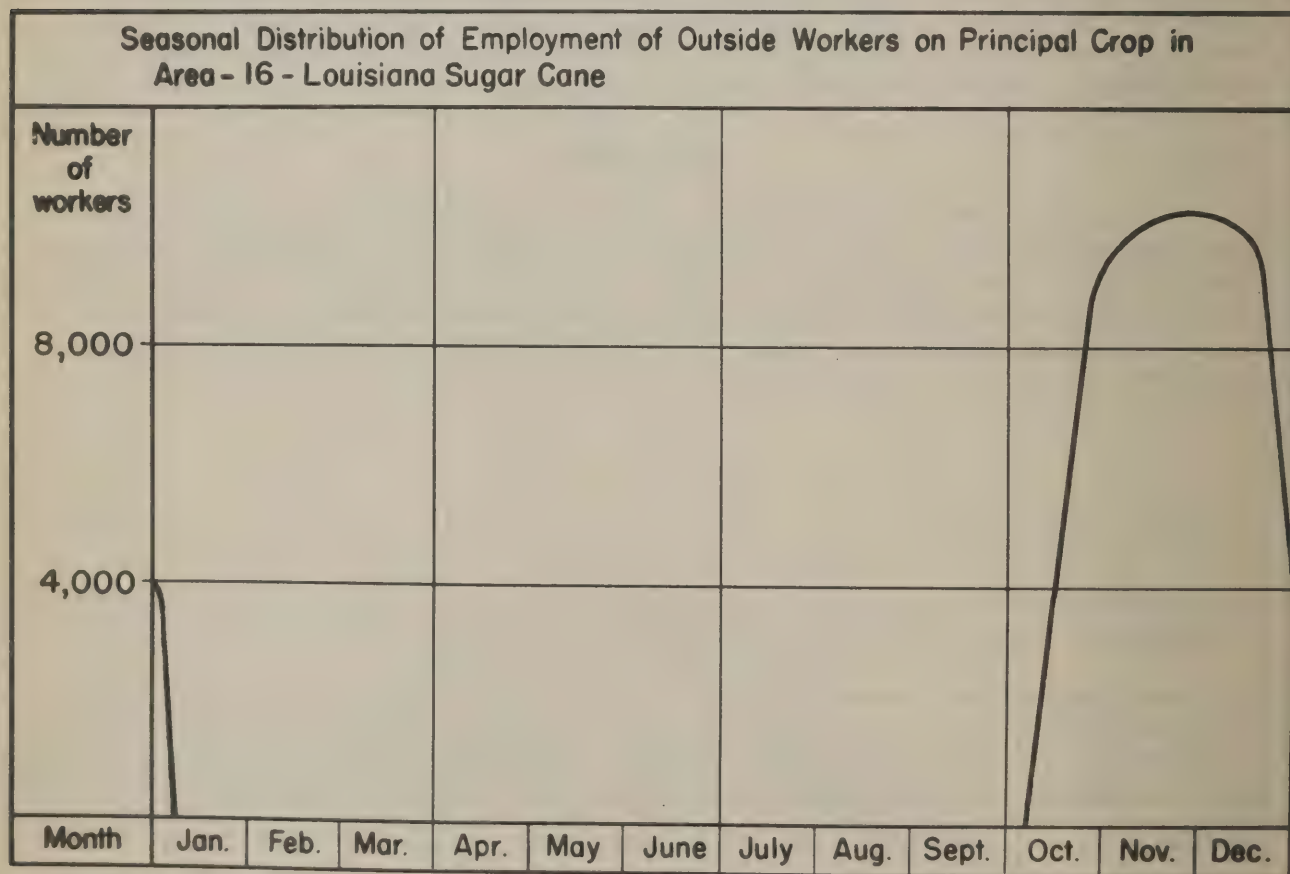 Seasonal Distribution of Employment of Outside Workers on Principal Crop in
Area - 16 - Louisiana Sugar Cane
Number
of
workers
8,000
4,000
Month Jan. Feb. Mar. Apr. May June July Aug. Sept. Oct. Nov. Dec.